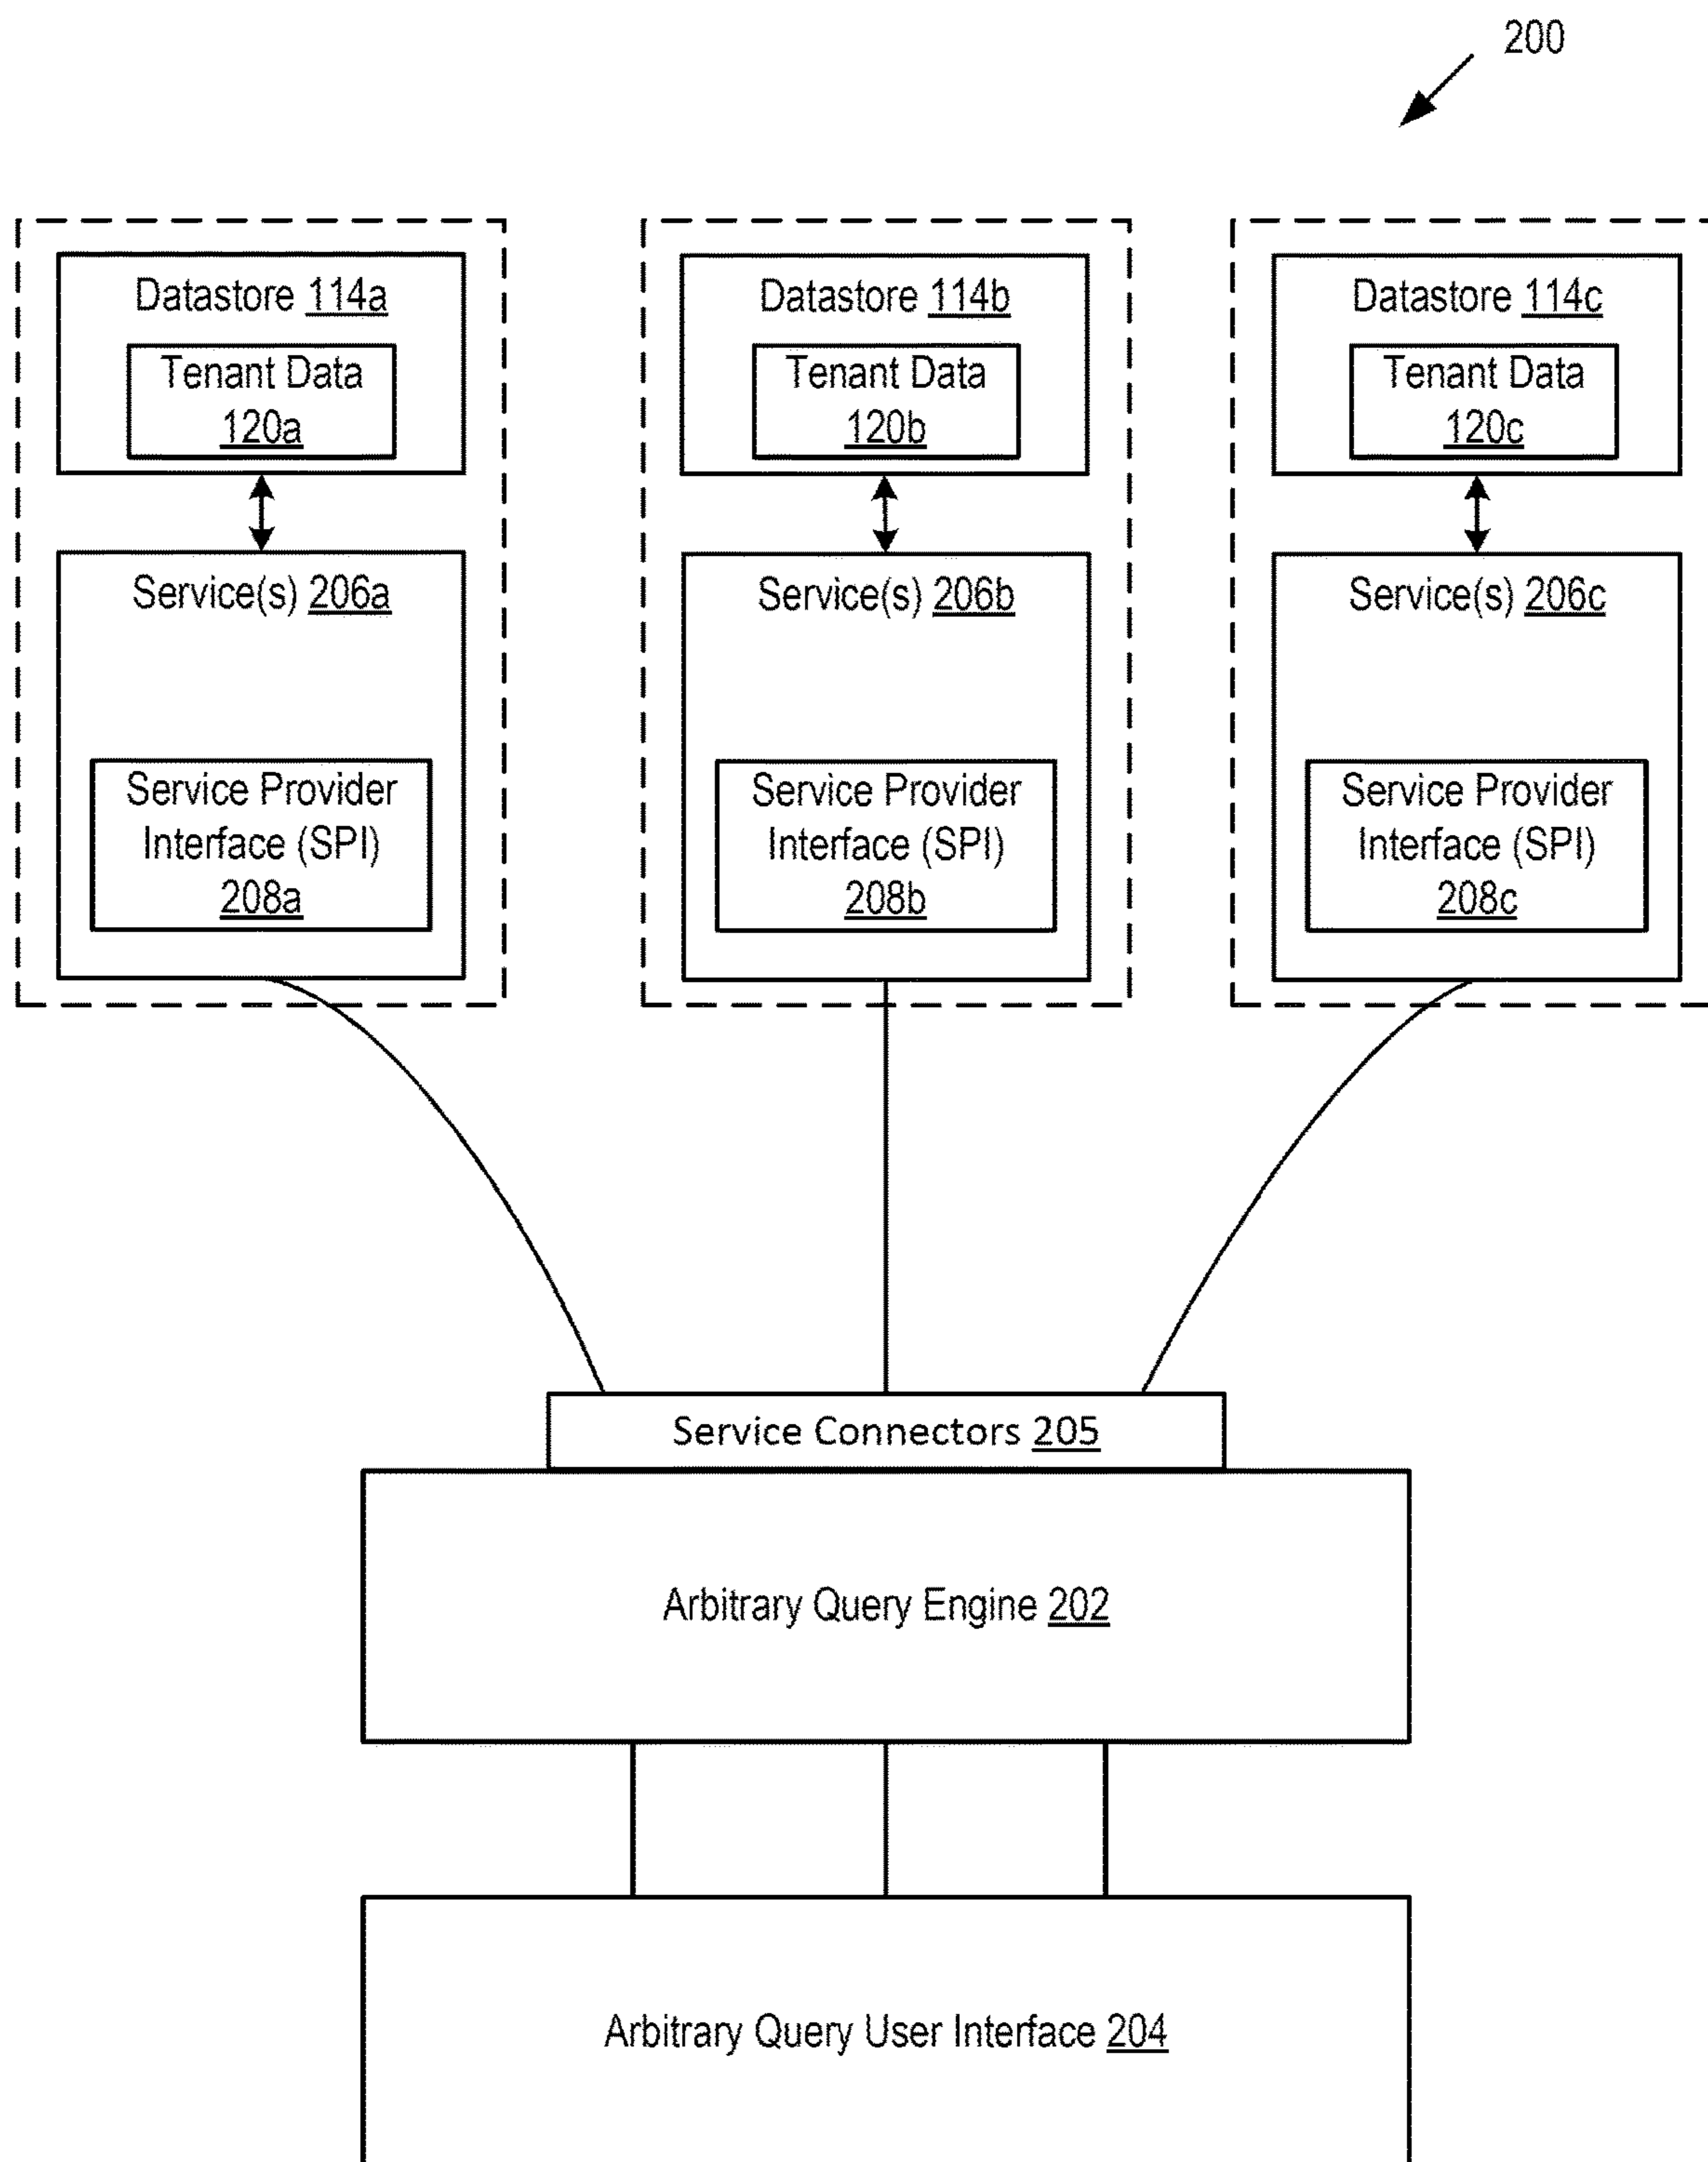 200
Datastore 114a
Tenant Data
120a
Service(s) 206a
Service Provider
Interface (SPI)
208a
Datastore 114b
Tenant Data
120b
Service(s) 206b
Service Provider
Interface (SPI)
208b
Datastore 114c
Tenant Data
120c
Service(s) 206c
Service Provider
Interface (SPI)
208c
Service Connectors 205
Arbitrary Query Engine 202
Arbitrary Query User Interface 204